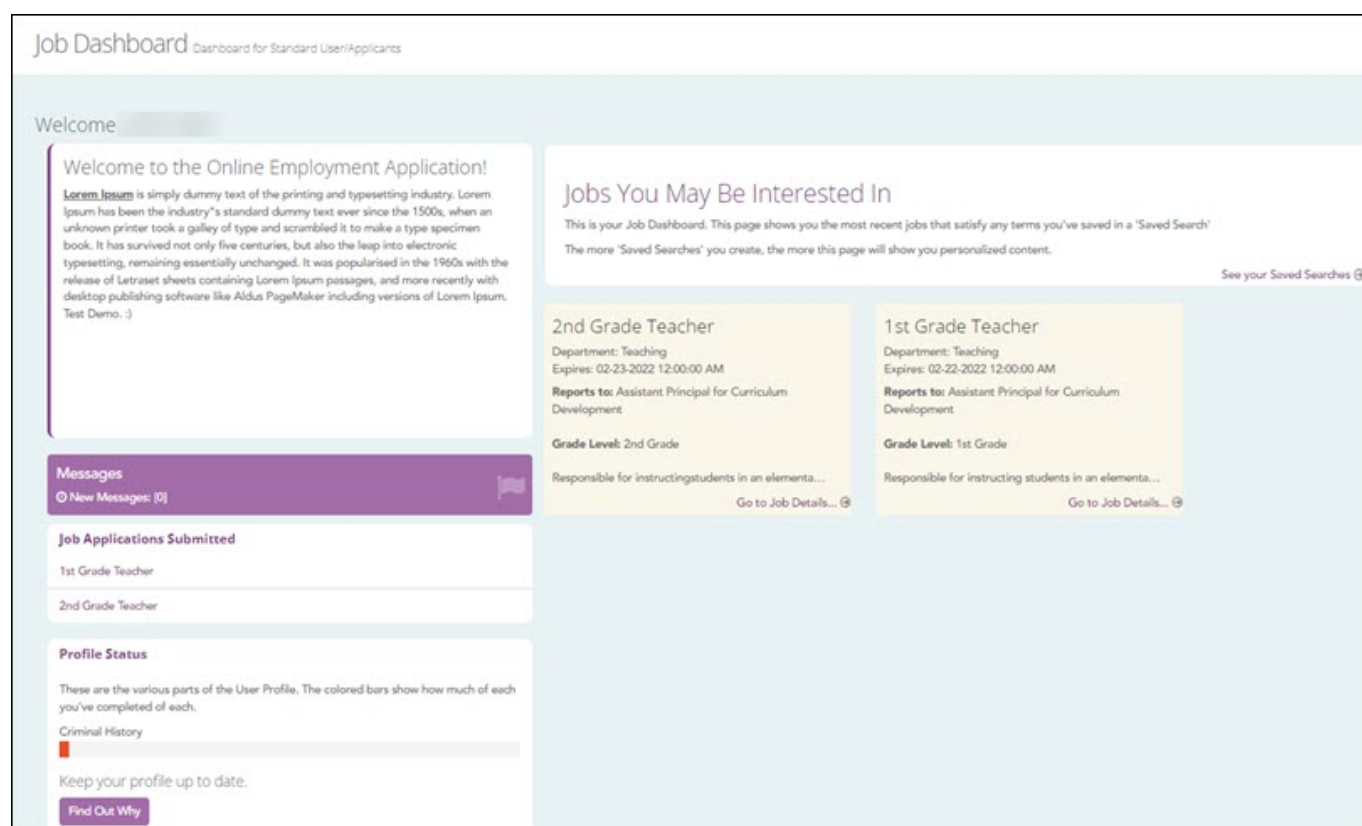 Job Dashboard Dashboard for Standard User/Applicants
Welcome
Welcome to the Online Employment Application!
Lorem Ipsum is simply dummy text of the printing and typesetting industry. Lorem
Ipsum has been the industry"s standard dummy text ever since the 1500s, when an
unknown printer took a galley of type and scrambled it to make a type specimen
book. It has survived not only five centuries, but also the leap into electronic
typesetting, remaining essentially unchanged. It was popularised in the 1960s with the
release of Letraset sheets containing Lorem Ipsum passages, and more recently with
desktop publishing software like Aldus PageMaker including versions of Lorem Ipsum.
Test Demo. :)
Messages
New Messages: [0]
Job Applications Submitted
1st Grade Teacher
2nd Grade Teacher
Profile Status
These are the various parts of the User Profile. The colored bars show how much of each
you've completed of each.
Criminal History
Keep your profile up to date.
Find Out Why
Jobs You May Be Interested In
This is your Job Dashboard. This page shows you the most recent jobs that satisfy any terms you've saved in a 'Saved Search'
The more 'Saved Searches' you create, the more this page will show you personalized content.
See your Saved Searches
2nd Grade Teacher
Department: Teaching
Expires: 02-23-2022 12:00:00 AM
Reports to: Assistant Principal for Curriculum
Development
Grade Level: 2nd Grade
Responsible for instructingstudents in an elementa...
Go to Job Details...
1st Grade Teacher
Department: Teaching
Expires: 02-22-2022 12:00:00 AM
Reports to: Assistant Principal for Curriculum
Development
Grade Level: 1st Grade
Responsible for instructing students in an elementa...
Go to Job Details...